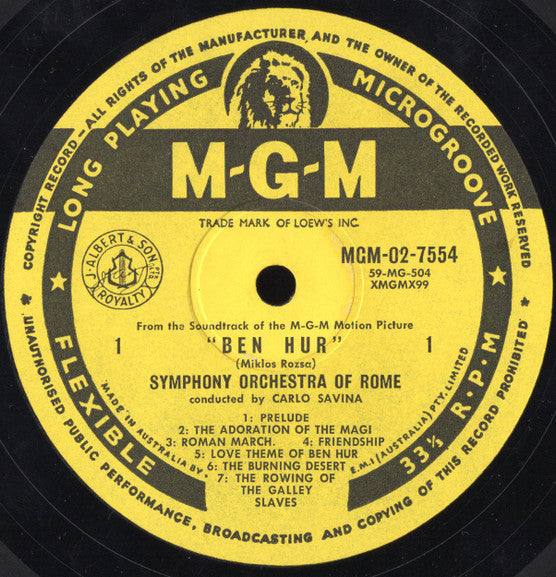 COPYRIGHT RECORD—ALL RIGHTS OF THE MANUFACTURER, AND THE OWNER OF THE RECORDED WORK RESERVED
LONG PLAYING
MICROGROOVE
M-G-M
TRADE MARK OF LOEW'S INC.
MGM-02-7554
59-MG-504
XMGMX99
J. ALBERT & SON PTY LTD
ROYALTY
From the Soundtrack of the M-G-M Motion Picture
1 "BEN HUR" 1
(Miklos Rozsa)
SYMPHONY ORCHESTRA OF ROME
conducted by CARLO SAVINA
1: PRELUDE
2: THE ADORATION OF THE MAGI
3: ROMAN MARCH. 4: FRIENDSHIP
5: LOVE THEME OF BEN HUR
6: THE BURNING DESERT
7: THE ROWING OF
THE GALLEY
SLAVES
MADE IN AUSTRALIA BY E.M.I. (AUSTRALIA) PTY. LIMITED
FLEXIBLE
33⅓ R·P·M
UNAUTHORISED PUBLIC PERFORMANCE, BROADCASTING AND COPYING OF THIS RECORD PROHIBITED